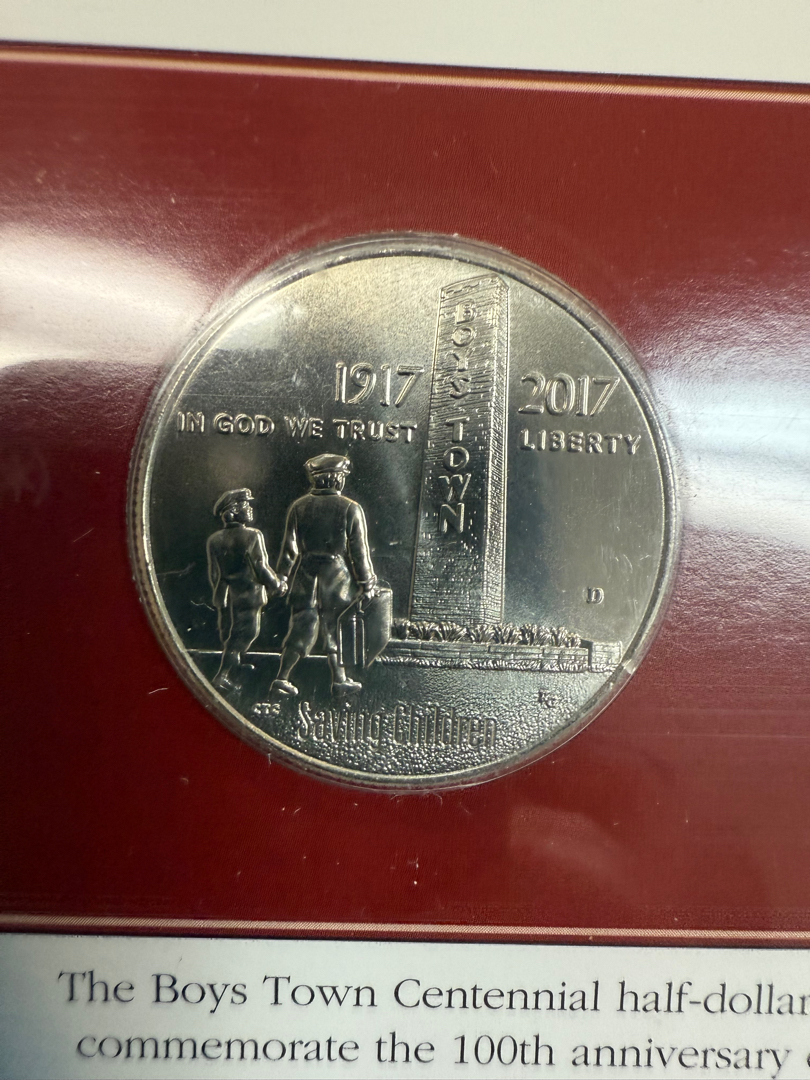 BOYS TOWN
1917 2017
IN GOD WE TRUST LIBERTY
D
Saving Children
The Boys Town Centennial half-dollar
commemorate the 100th anniversary